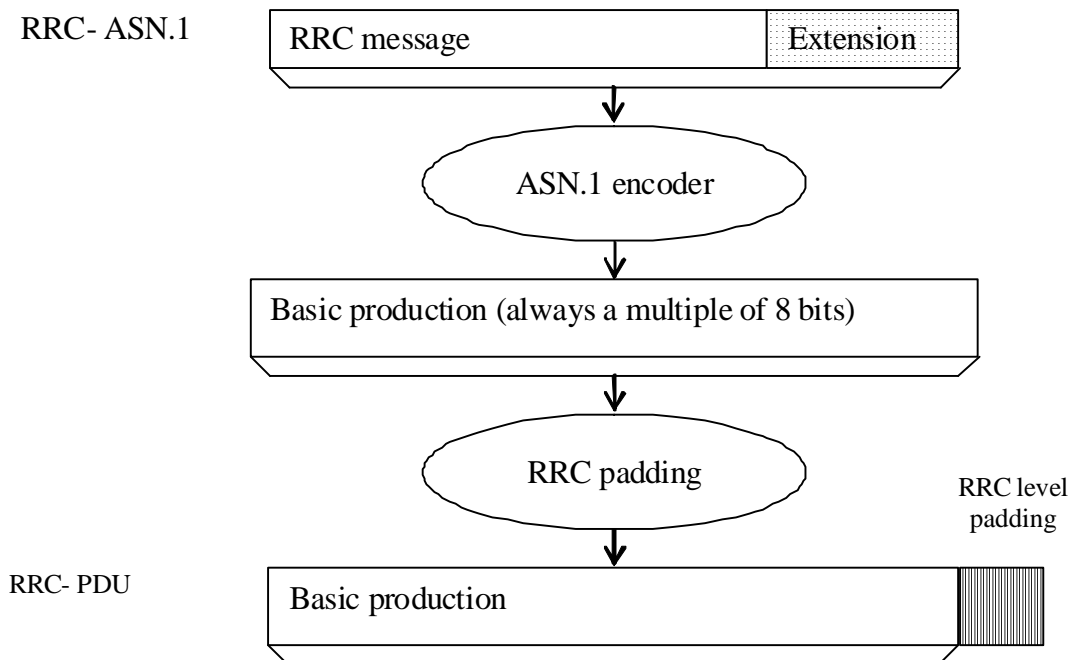 RRC- ASN.1
RRC message
Extension
ASN.1 encoder
Basic production (always a multiple of 8 bits)
RRC padding
RRC level
padding
RRC- PDU
Basic production